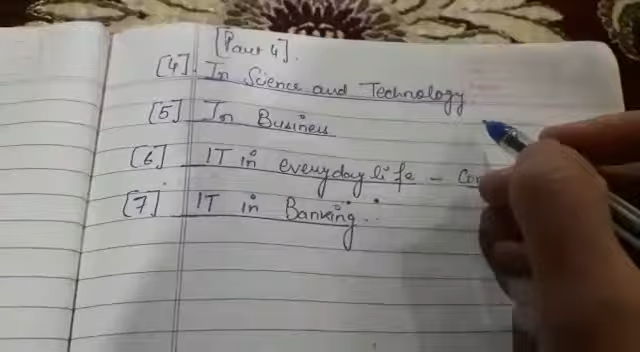 [Part 4].
[4]. In Science and Technology
[5] In Business
[6] IT in everyday life -
[7] IT in Banking.